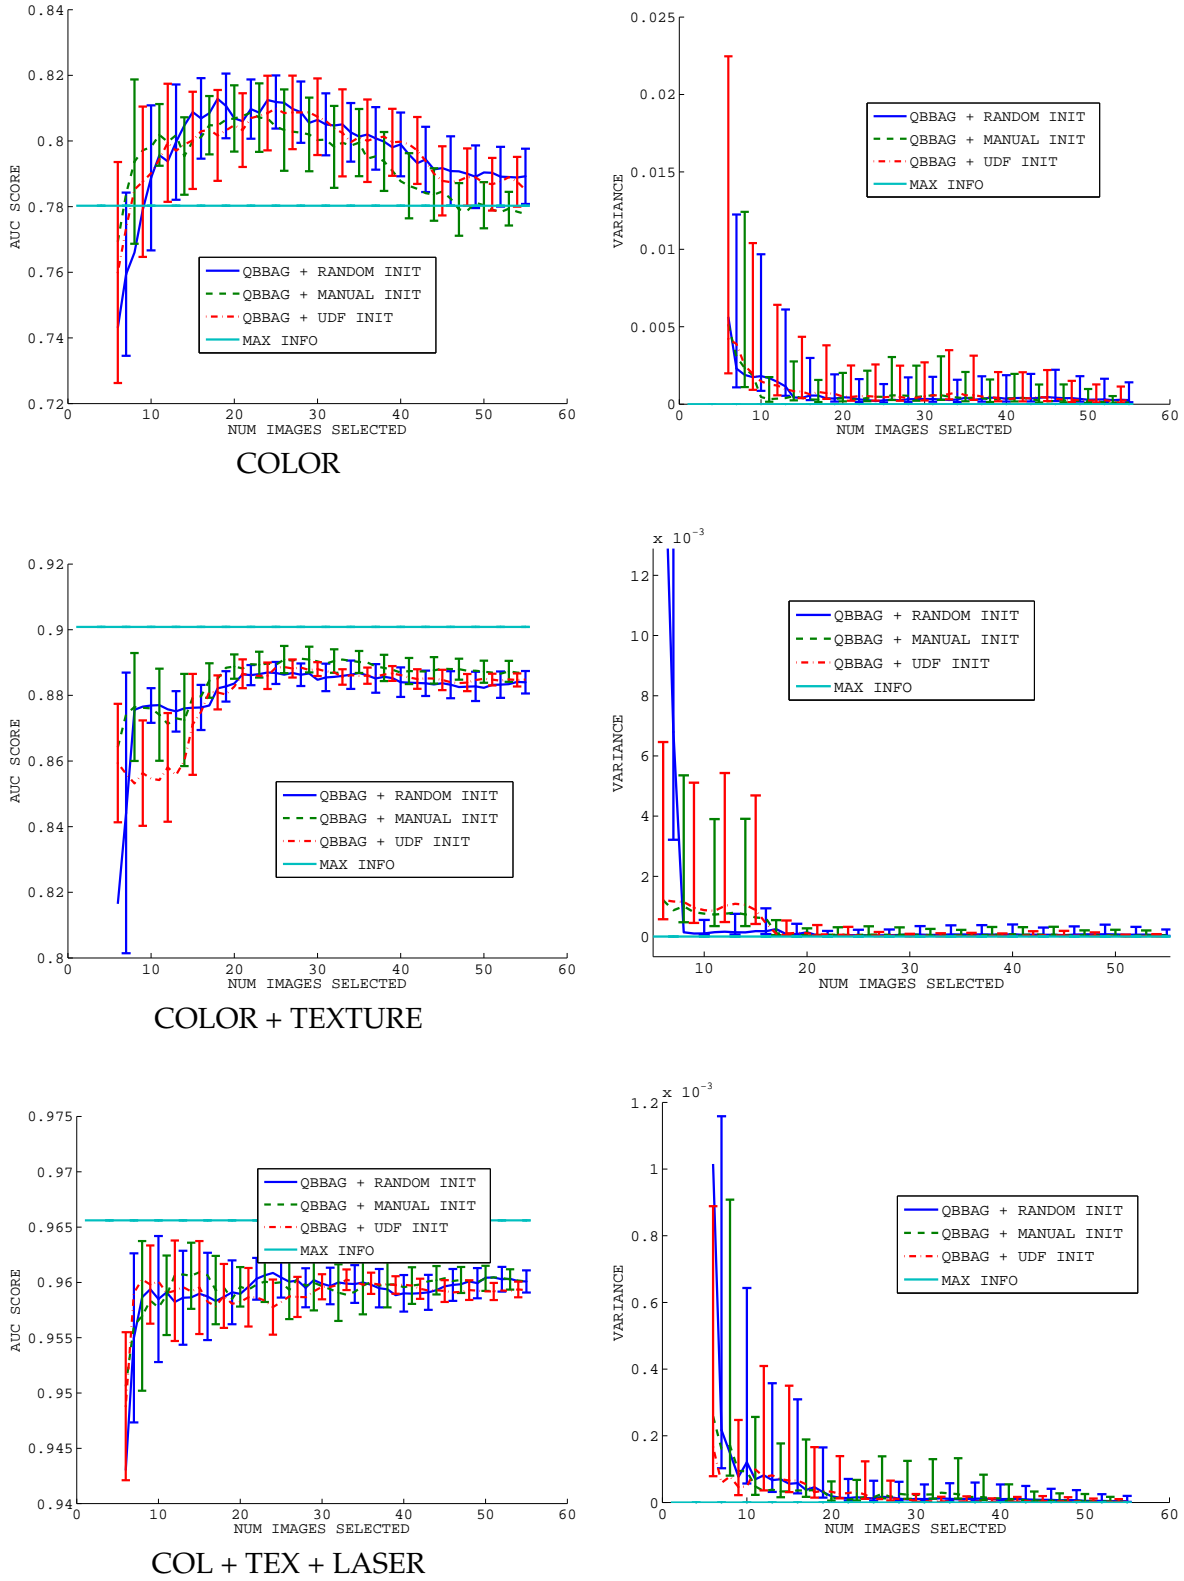 0.84
0.82
0.8
0.78
0.76
0.74
0.72
0
10
20
30
40
50
60
AUC SCORE
NUM IMAGES SELECTED
QBBAG + RANDOM INIT
QBBAG + MANUAL INIT
QBBAG + UDF INIT
MAX INFO
COLOR
0.025
0.02
0.015
0.01
0.005
0
0
10
20
30
40
50
60
VARIANCE
NUM IMAGES SELECTED
QBBAG + RANDOM INIT
QBBAG + MANUAL INIT
QBBAG + UDF INIT
MAX INFO
0.92
0.9
0.88
0.86
0.84
0.82
0.8
0
10
20
30
40
50
60
AUC SCORE
NUM IMAGES SELECTED
QBBAG + RANDOM INIT
QBBAG + MANUAL INIT
QBBAG + UDF INIT
MAX INFO
COLOR + TEXTURE
x 10⁻³
12
10
8
6
4
2
0
10
20
30
40
50
VARIANCE
NUM IMAGES SELECTED
QBBAG + RANDOM INIT
QBBAG + MANUAL INIT
QBBAG + UDF INIT
MAX INFO
0.975
0.97
0.965
0.96
0.955
0.95
0.945
0.94
0
10
20
30
40
50
60
AUC SCORE
NUM IMAGES SELECTED
QBBAG + RANDOM INIT
QBBAG + MANUAL INIT
QBBAG + UDF INIT
MAX INFO
COL + TEX + LASER
x 10⁻³
1.2
1
0.8
0.6
0.4
0.2
0
0
10
20
30
40
50
60
VARIANCE
NUM IMAGES SELECTED
QBBAG + RANDOM INIT
QBBAG + MANUAL INIT
QBBAG + UDF INIT
MAX INFO